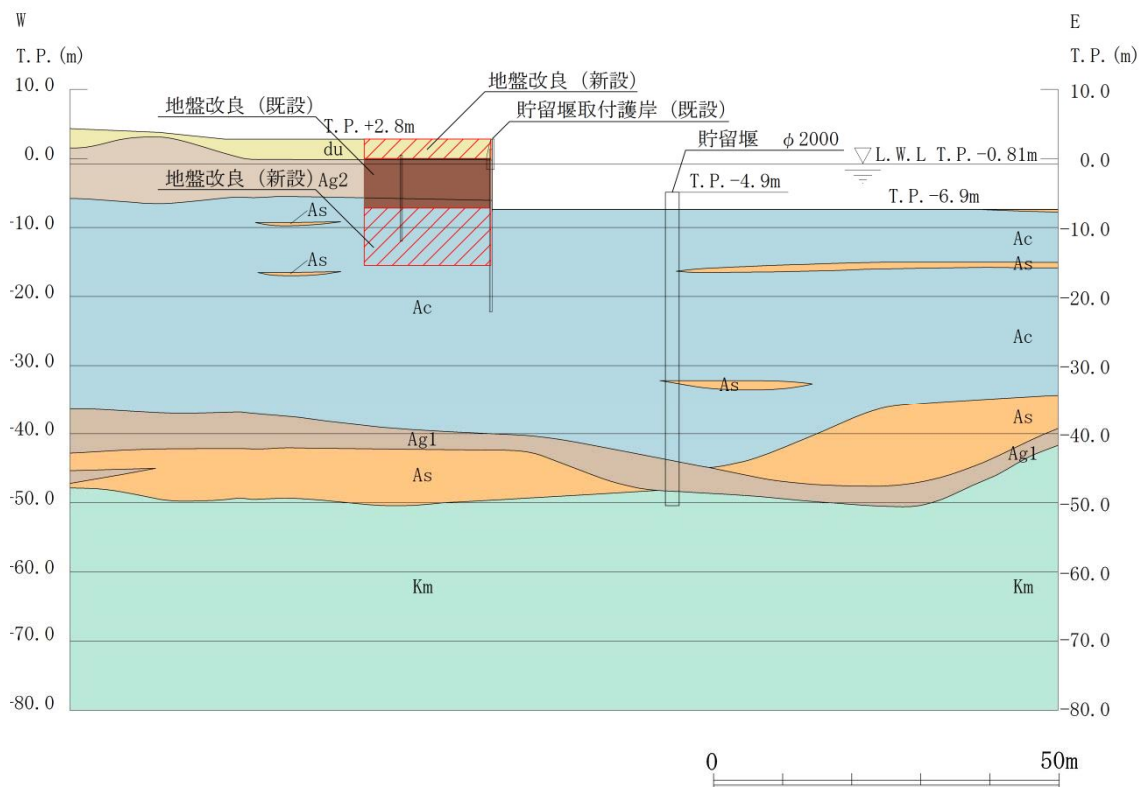 W
E
T.P.(m)
T.P.(m)
10.0
10.0
地盤改良（新設）
地盤改良（既設）
貯留堰取付護岸（既設）
T.P.+2.8m
du
貯留堰 φ2000
L.W.L T.P.-0.81m
0.0
0.0
地盤改良（新設）
Ag2
T.P.-4.9m
T.P.-6.9m
As
-10.0
-10.0
Ac
As
As
-20.0
-20.0
Ac
Ac
-30.0
-30.0
As
As
-40.0
-40.0
Ag1
Ag1
As
-50.0
-50.0
-60.0
-60.0
Km
Km
-70.0
-70.0
-80.0
-80.0
0
50m